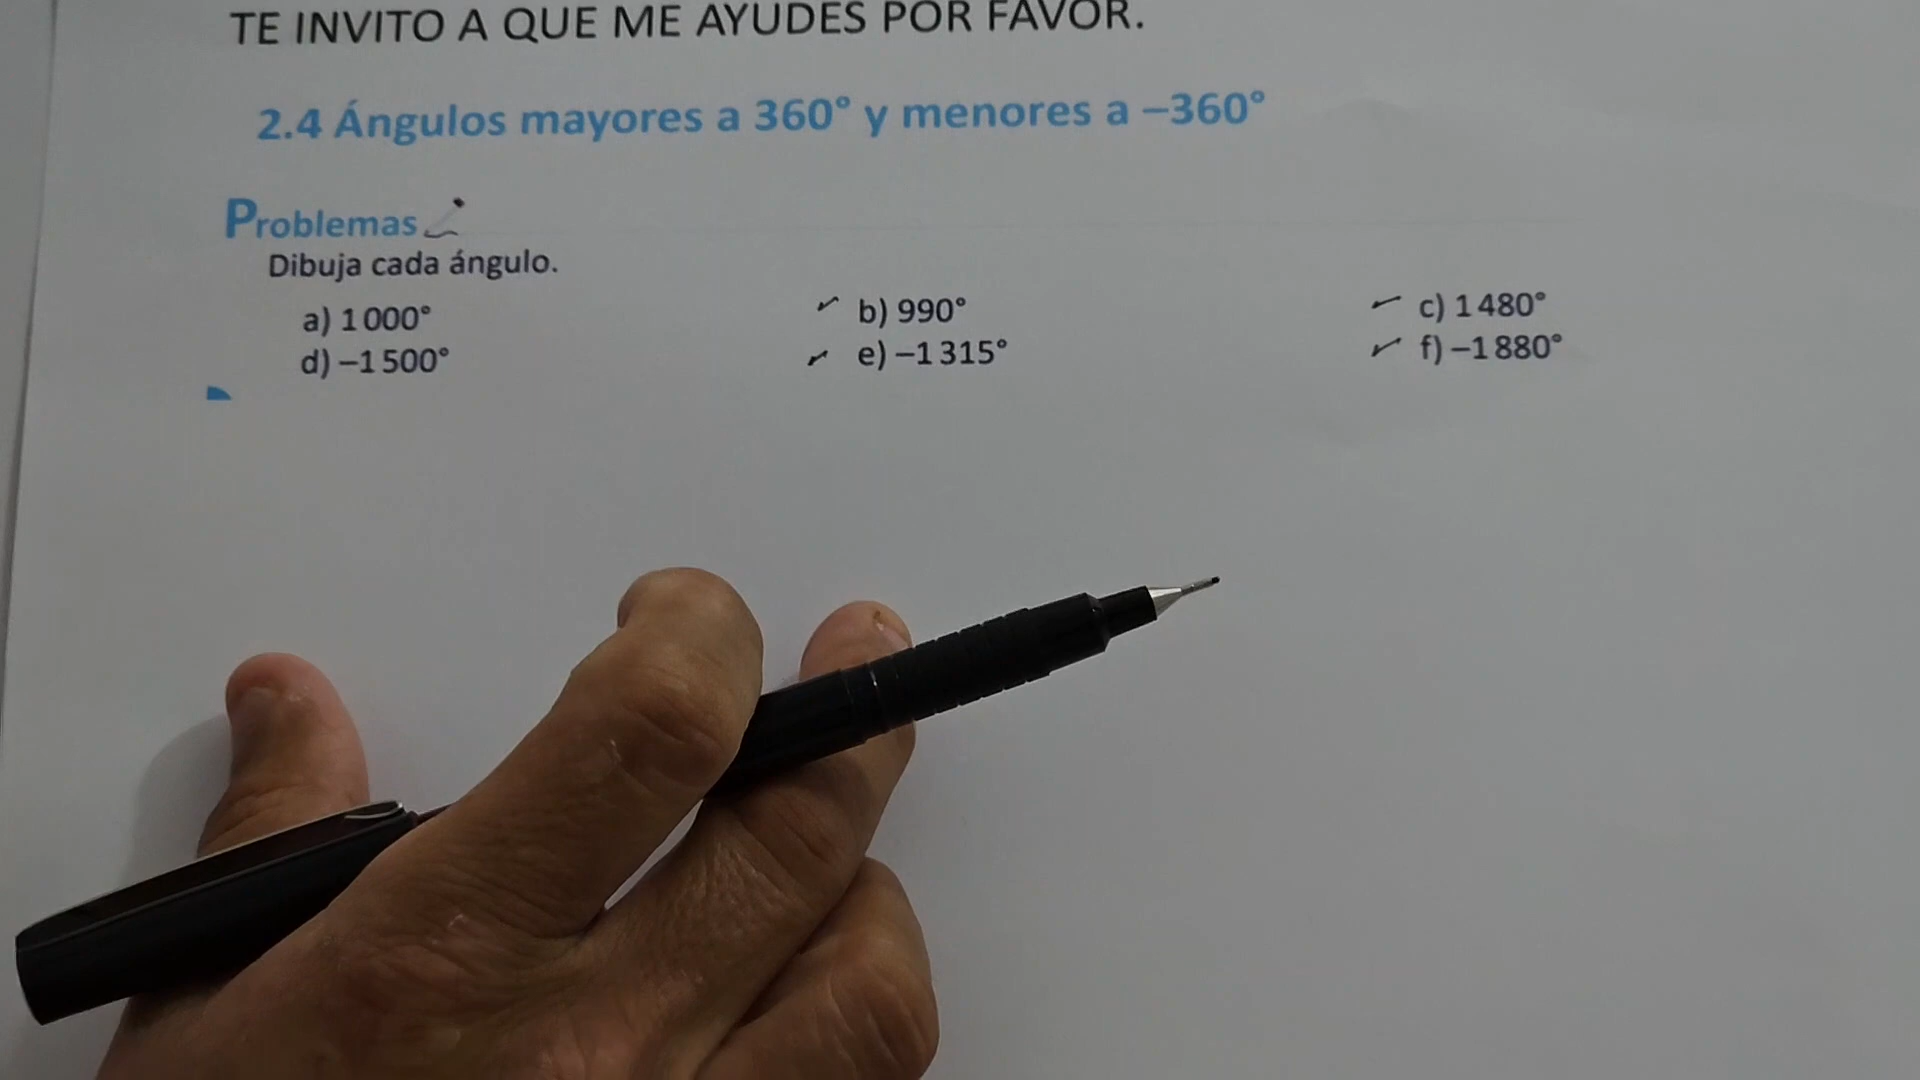 TE INVITO A QUE ME AYUDES POR FAVOR.
2.4 Ángulos mayores a 360° y menores a –360°
Problemas
Dibuja cada ángulo.
a) 1 000° b) 990° c) 1 480°
d) –1 500° e) –1 315° f) –1 880°